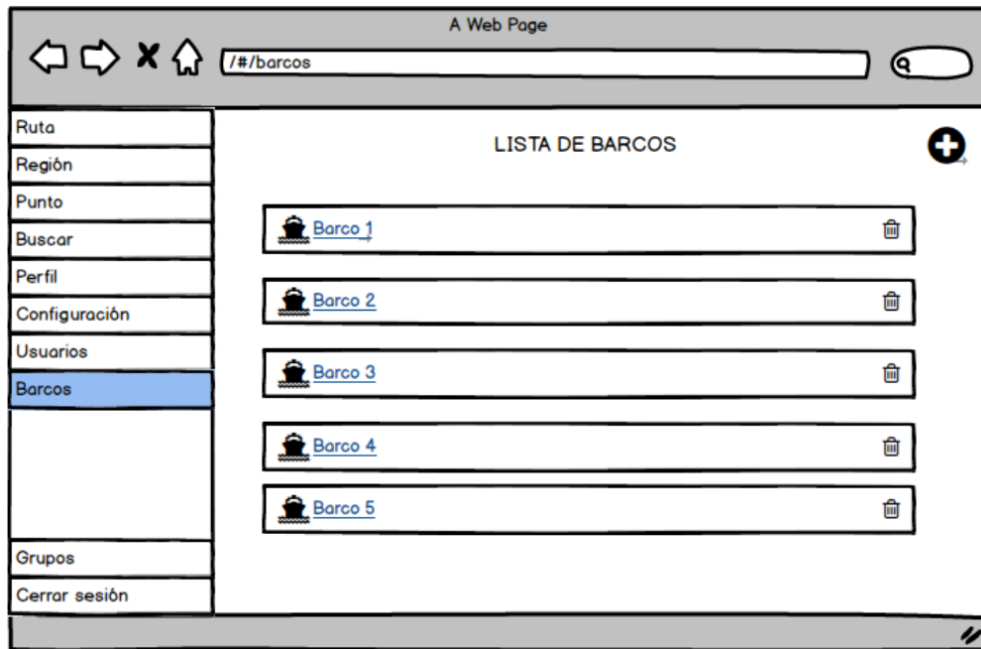 A Web Page
/#/barcos
Ruta
Región
Punto
Buscar
Perfil
Configuración
Usuarios
Barcos
Grupos
Cerrar sesión
LISTA DE BARCOS
Barco 1
Barco 2
Barco 3
Barco 4
Barco 5